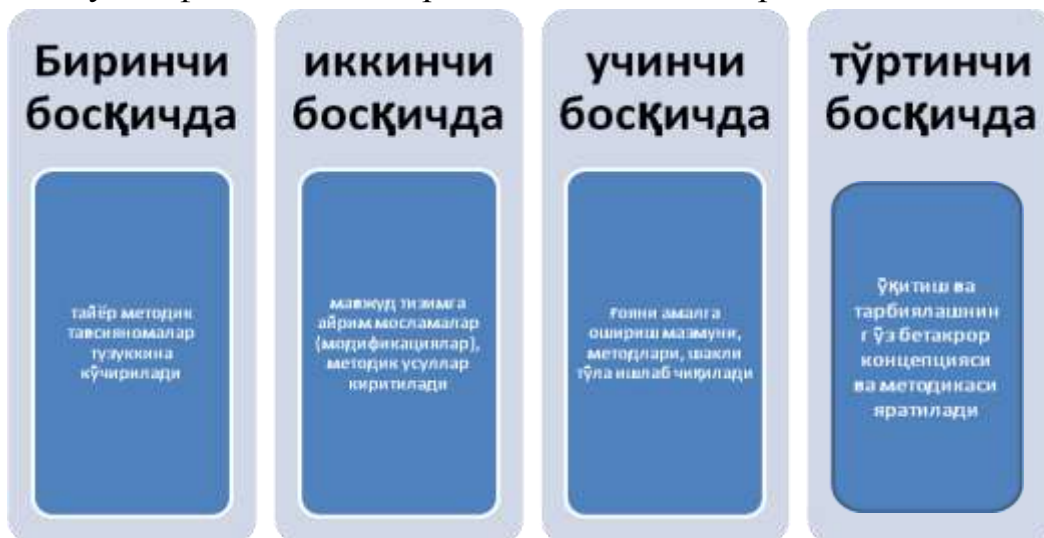 Биринчи
босқичда
тайёр методик
тавсияномалар
тузуккина
кўчирилади
иккинчи
босқичда
мавжуд тизимга
айрим мосламалар
(модификациялар),
методик усуллар
киритилади
учинчи
босқичда
ғояни амалга
ошириш мазмуни,
методлари, шакли
тўла ишлаб чиқилади
тўртинчи
босқичда
ўқитиш ва
тарбиялашнин
г ўз бетакрор
концепцияси
ва методикаси
яратилади